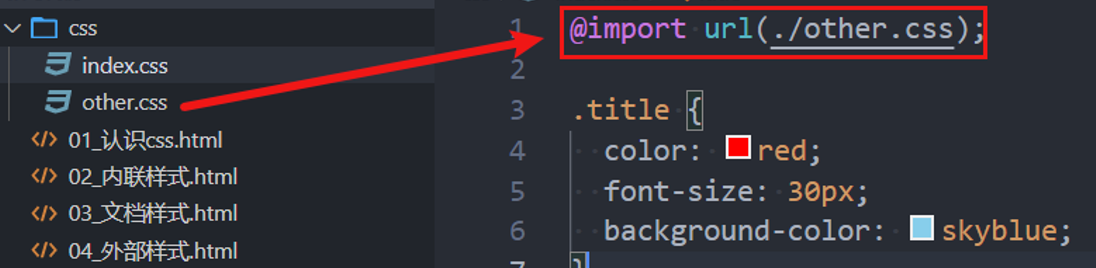 css
index.css
other.css
01_认识css.html
02_内联样式.html
03_文档样式.html
04_外部样式.html
1 @import url(./other.css);
2
3 .title {
4 color: red;
5 font-size: 30px;
6 background-color: skyblue;
7 }